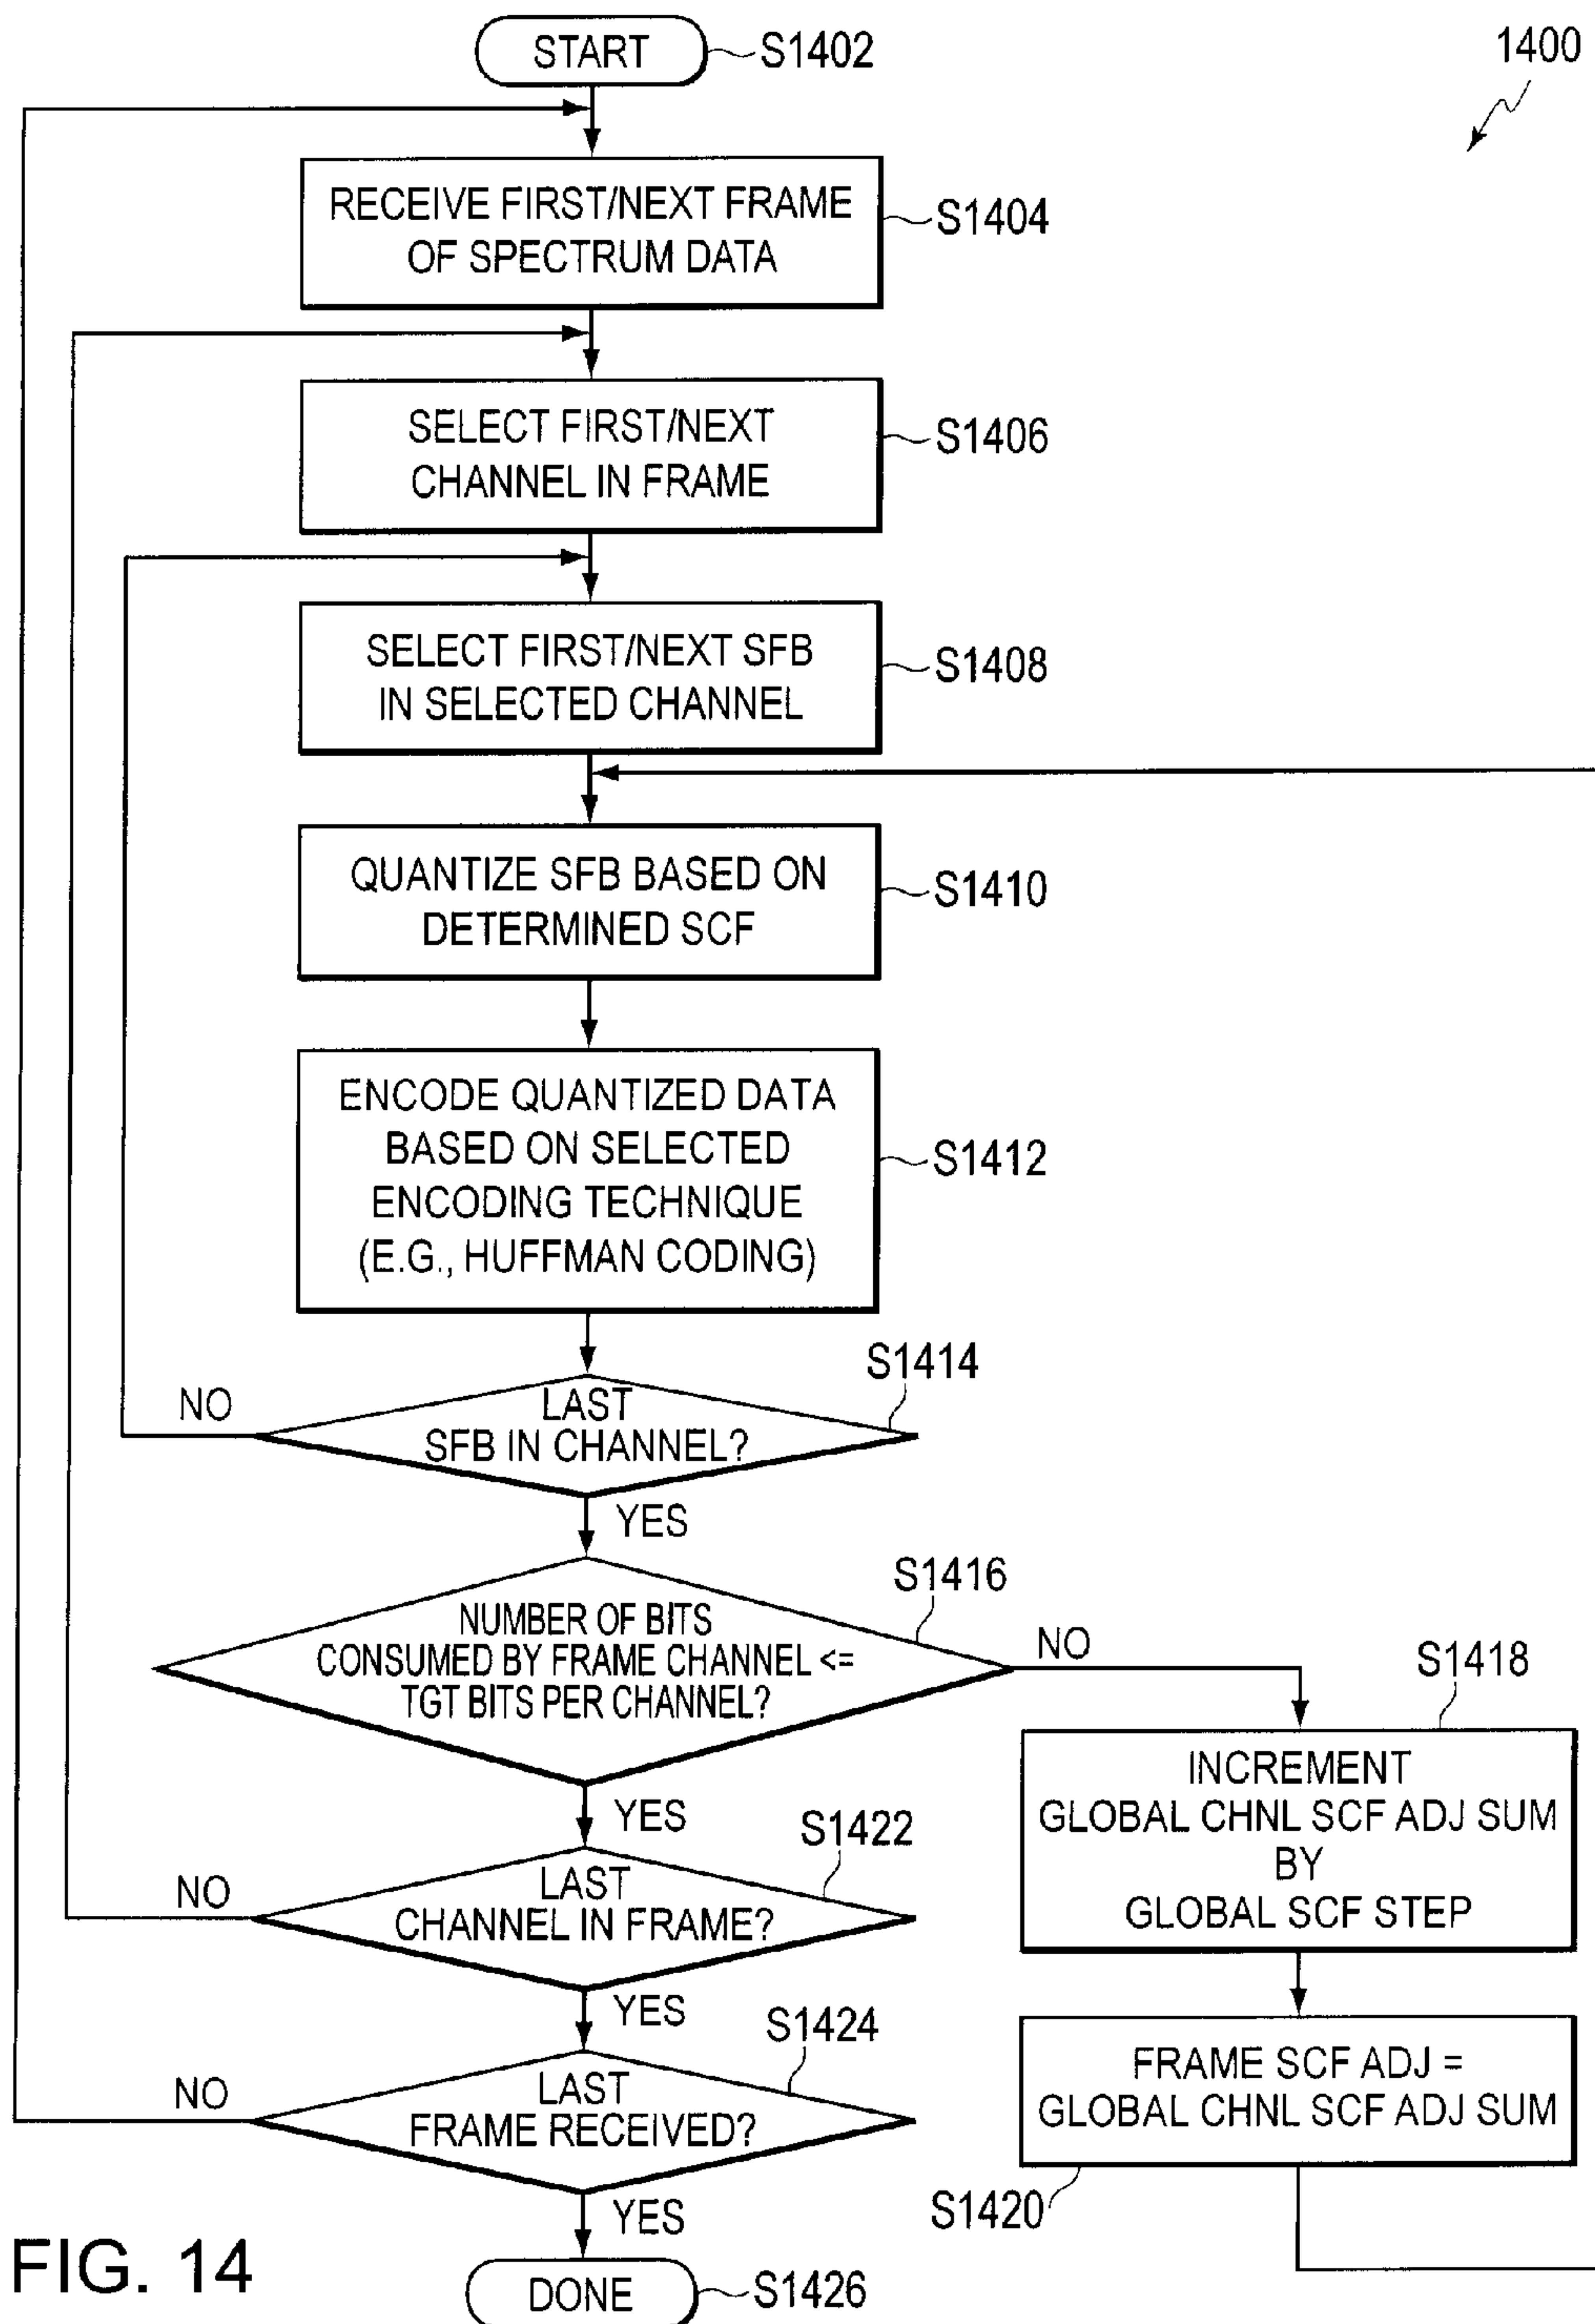 START
S1402
1400
RECEIVE FIRST/NEXT FRAME
OF SPECTRUM DATA
S1404
SELECT FIRST/NEXT
CHANNEL IN FRAME
S1406
SELECT FIRST/NEXT SFB
IN SELECTED CHANNEL
S1408
QUANTIZE SFB BASED ON
DETERMINED SCF
S1410
ENCODE QUANTIZED DATA
BASED ON SELECTED
ENCODING TECHNIQUE
(E.G., HUFFMAN CODING)
S1412
S1414
NO
LAST
SFB IN CHANNEL?
YES
S1416
NUMBER OF BITS
CONSUMED BY FRAME CHANNEL <=
TGT BITS PER CHANNEL?
NO
S1418
INCREMENT
GLOBAL CHNL SCF ADJ SUM
BY
GLOBAL SCF STEP
YES
S1422
NO
LAST
CHANNEL IN FRAME?
YES
S1424
FRAME SCF ADJ =
GLOBAL CHNL SCF ADJ SUM
S1420
NO
LAST
FRAME RECEIVED?
YES
DONE
S1426
FIG. 14